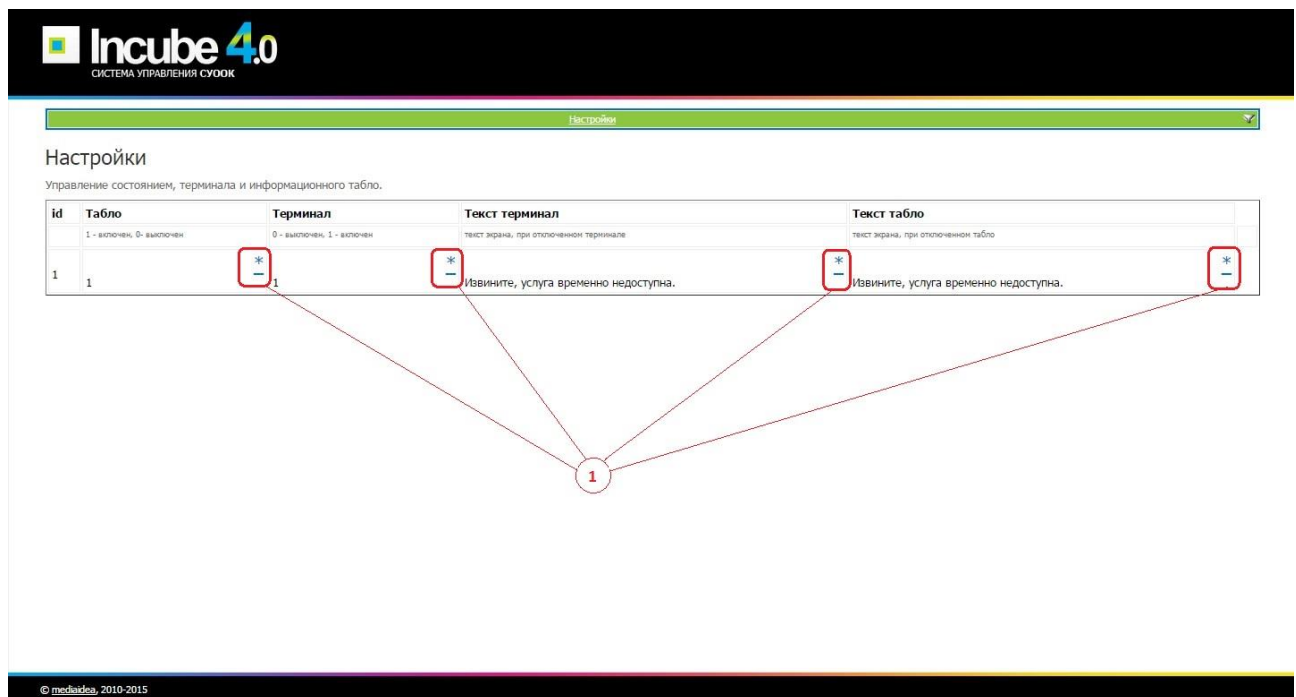 Incube 4.0
СИСТЕМА УПРАВЛЕНИЯ СУООК
Настройки
Настройки
Управление состоянием, терминала и информационного табло.
id Табло Терминал Текст терминал Текст табло
1 - включен, 0- выключен 0 - выключен, 1 - включен текст экрана, при отключенном терминале текст экрана, при отключенном табло
* * * *
1 1 1 Извините, услуга временно недоступна. Извините, услуга временно недоступна.
1
© mediaidea, 2010-2015